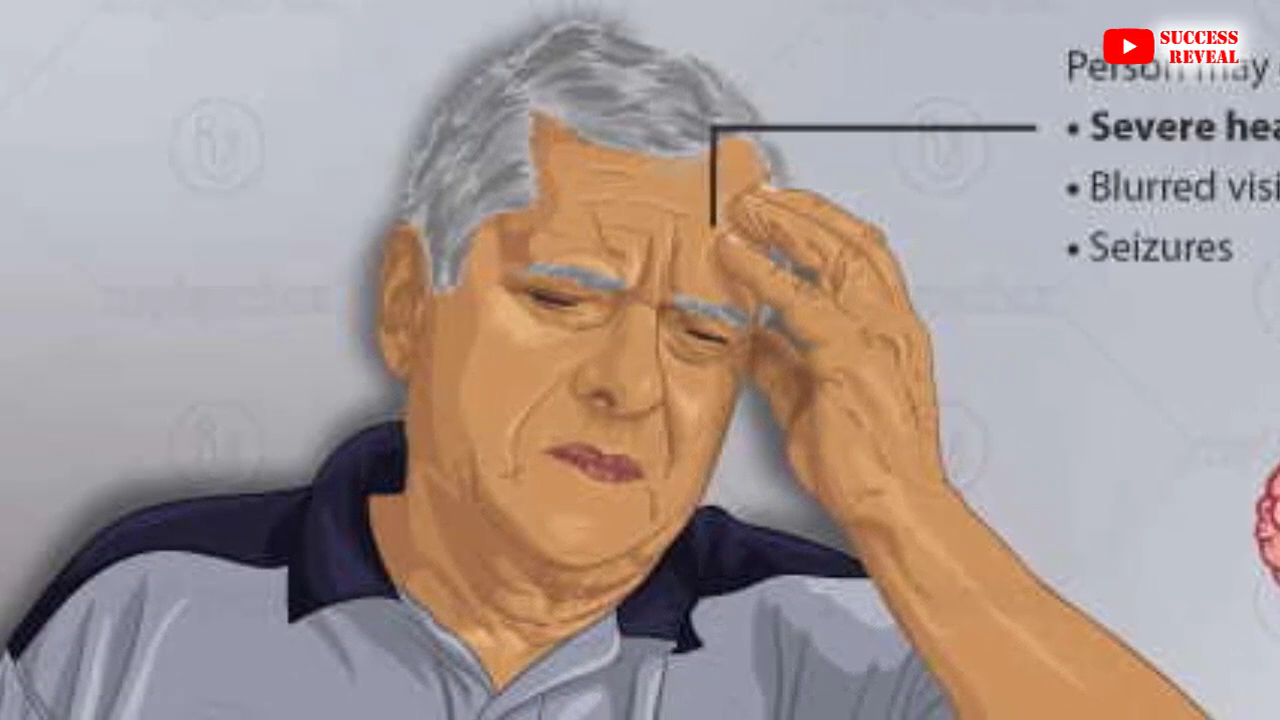 SUCCESS
REVEAL
Person may
• Severe
• Blurred
• Seizures